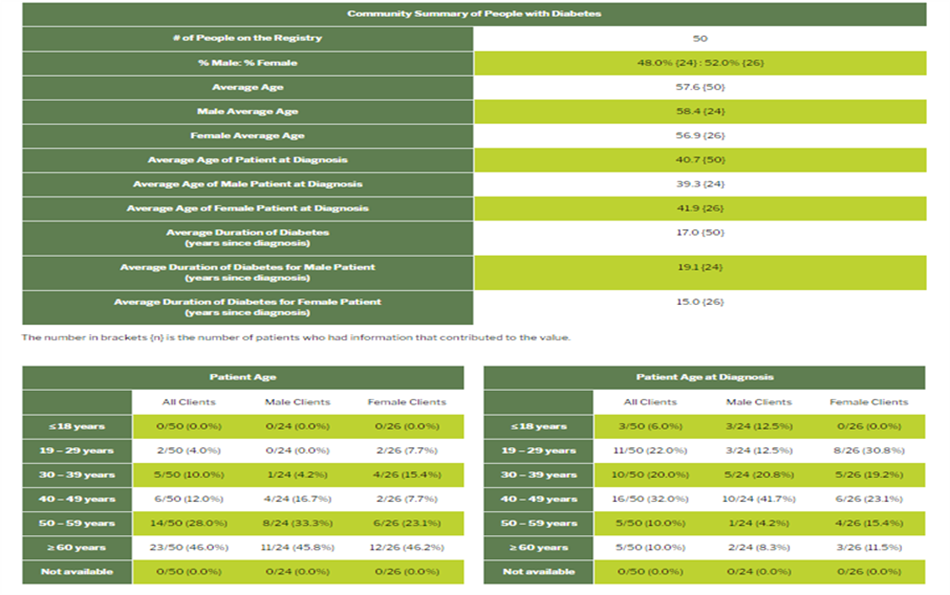 Community Summary of People with Diabetes
# of People on the Registry 50
% Male: % Female 48.0% {24} : 52.0% {26}
Average Age 57.6 {50}
Male Average Age 58.4 {24}
Female Average Age 56.9 {26}
Average Age of Patient at Diagnosis 40.7 {50}
Average Age of Male Patient at Diagnosis 39.3 {24}
Average Age of Female Patient at Diagnosis 41.9 {26}
Average Duration of Diabetes 17.0 {50}
(years since diagnosis)
Average Duration of Diabetes for Male Patient 19.1 {24}
(years since diagnosis)
Average Duration of Diabetes for Female Patient 15.0 {26}
(years since diagnosis)
The number in brackets {n} is the number of patients who had information that contributed to the value.
Patient Age
All Clients Male Clients Female Clients
≤ 18 years 0/50 (0.0%) 0/24 (0.0%) 0/26 (0.0%)
19 – 29 years 2/50 (4.0%) 0/24 (0.0%) 2/26 (7.7%)
30 – 39 years 5/50 (10.0%) 1/24 (4.2%) 4/26 (15.4%)
40 – 49 years 6/50 (12.0%) 4/24 (16.7%) 2/26 (7.7%)
50 – 59 years 14/50 (28.0%) 8/24 (33.3%) 6/26 (23.1%)
≥ 60 years 23/50 (46.0%) 11/24 (45.8%) 12/26 (46.2%)
Not available 0/50 (0.0%) 0/24 (0.0%) 0/26 (0.0%)
Patient Age at Diagnosis
All Clients Male Clients Female Clients
≤ 18 years 3/50 (6.0%) 3/24 (12.5%) 0/26 (0.0%)
19 – 29 years 11/50 (22.0%) 3/24 (12.5%) 8/26 (30.8%)
30 – 39 years 10/50 (20.0%) 5/24 (20.8%) 5/26 (19.2%)
40 – 49 years 16/50 (32.0%) 10/24 (41.7%) 6/26 (23.1%)
50 – 59 years 5/50 (10.0%) 1/24 (4.2%) 4/26 (15.4%)
≥ 60 years 5/50 (10.0%) 2/24 (8.3%) 3/26 (11.5%)
Not available 0/50 (0.0%) 0/24 (0.0%) 0/26 (0.0%)